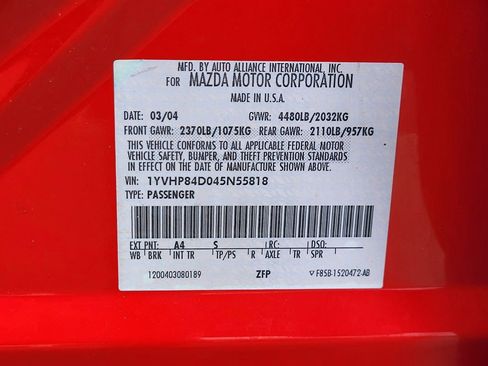 MFD. BY AUTO ALLIANCE INTERNATIONAL, INC.
FOR MAZDA MOTOR CORPORATION
MADE IN U.S.A.
DATE: 03/04 GVWR: 4480LB/2032KG
FRONT GAWR: 2370LB/1075KG REAR GAWR: 2110LB/957KG
THIS VEHICLE CONFORMS TO ALL APPLICABLE FEDERAL MOTOR
VEHICLE SAFETY, BUMPER, AND THEFT PREVENTION STANDARDS
IN EFFECT ON THE DATE OF MANUFACTURE SHOWN ABOVE.
VIN: 1YVHP84D045N55818
TYPE: PASSENGER
EXT PNT: A4 S RC: DSO:
WB BRK INT TR TP/PS R AXLE TR SPR
1200403080189 ZFP V F85B-1520472-AB